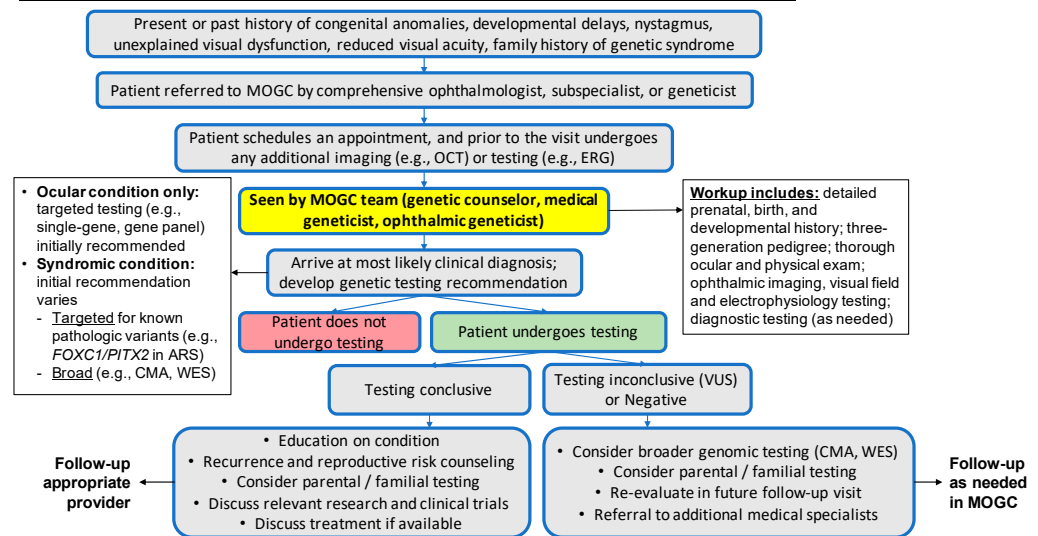 Present or past history of congenital anomalies, developmental delays, nystagmus,
unexplained visual dysfunction, reduced visual acuity, family history of genetic syndrome
Patient referred to MOGC by comprehensive ophthalmologist, subspecialist, or geneticist
Patient schedules an appointment, and prior to the visit undergoes
any additional imaging (e.g., OCT) or testing (e.g., ERG)
• Ocular condition only:
targeted testing (e.g.,
single-gene, gene panel)
initially recommended
• Syndromic condition:
initial recommendation
varies
- Targeted for known
pathologic variants (e.g.,
FOXC1/PITX2 in ARS)
- Broad (e.g., CMA, WES)
Seen by MOGC team (genetic counselor, medical
geneticist, ophthalmic geneticist)
Workup includes: detailed
prenatal, birth, and
developmental history; three-
generation pedigree; thorough
ocular and physical exam;
ophthalmic imaging, visual field
and electrophysiology testing;
diagnostic testing (as needed)
Arrive at most likely clinical diagnosis;
develop genetic testing recommendation
Patient does not
undergo testing
Patient undergoes testing
Testing conclusive
Testing inconclusive (VUS)
or Negative
Follow-up
appropriate
provider
• Education on condition
• Recurrence and reproductive risk counseling
• Consider parental / familial testing
• Discuss relevant research and clinical trials
• Discuss treatment if available
• Consider broader genomic testing (CMA, WES)
• Consider parental / familial testing
• Re-evaluate in future follow-up visit
• Referral to additional medical specialists
Follow-up
as needed
in MOGC